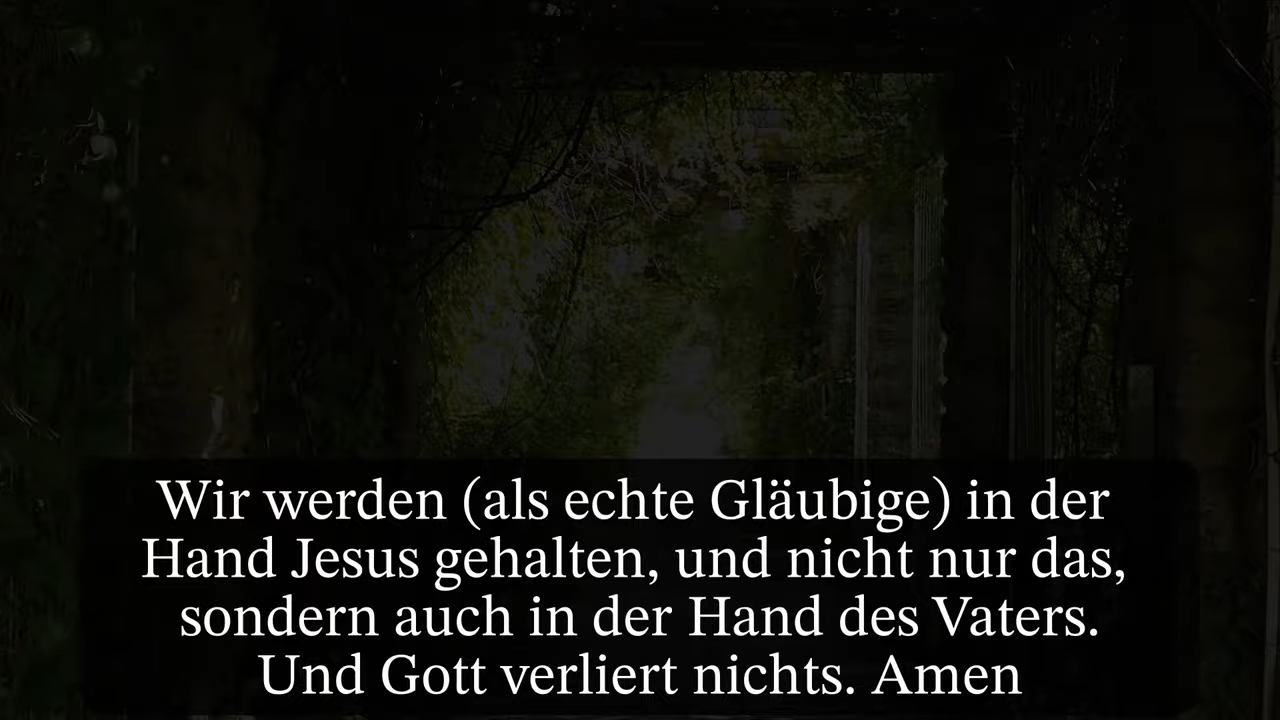 Wir werden (als echte Gläubige) in der
Hand Jesus gehalten, und nicht nur das,
sondern auch in der Hand des Vaters.
Und Gott verliert nichts. Amen